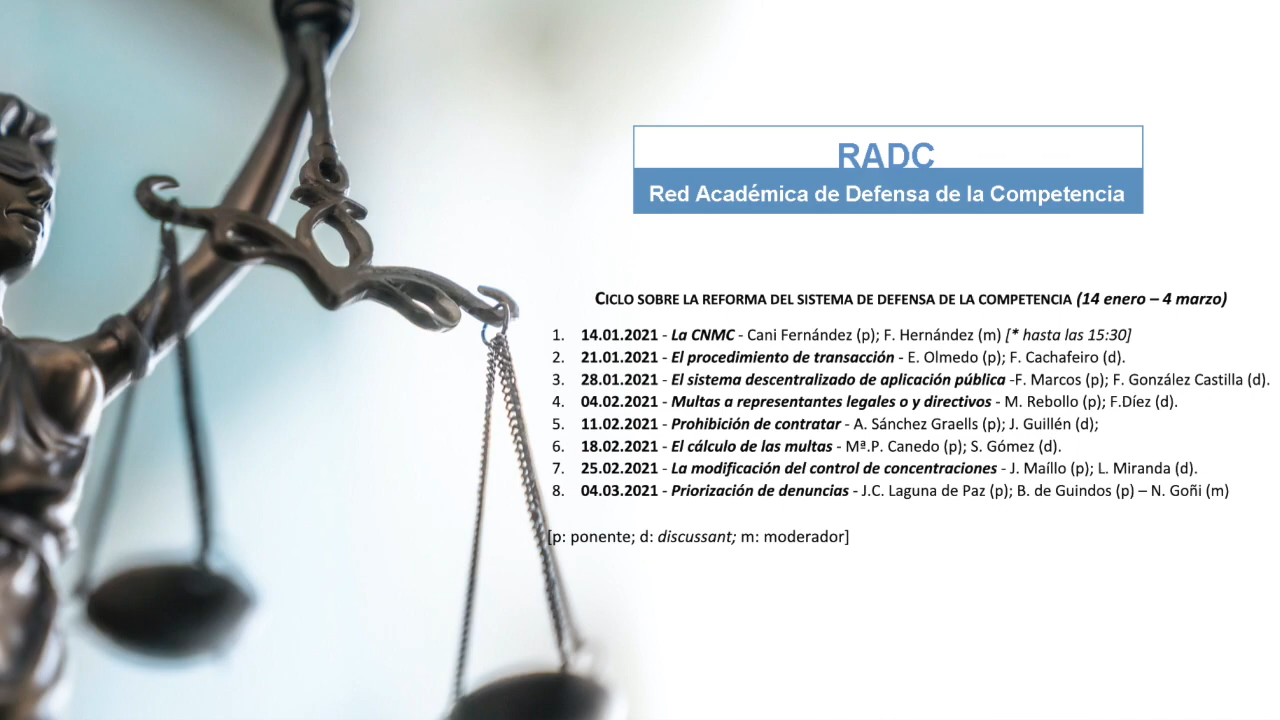 RADC
Red Académica de Defensa de la Competencia
CICLO SOBRE LA REFORMA DEL SISTEMA DE DEFENSA DE LA COMPETENCIA (14 enero – 4 marzo)
1. 14.01.2021 - La CNMC - Cani Fernández (p); F. Hernández (m) [* hasta las 15:30]
2. 21.01.2021 - El procedimiento de transacción - E. Olmedo (p); F. Cachafeiro (d).
3. 28.01.2021 - El sistema descentralizado de aplicación pública -F. Marcos (p); F. González Castilla (d).
4. 04.02.2021 - Multas a representantes legales o y directivos - M. Rebollo (p); F.Díez (d).
5. 11.02.2021 - Prohibición de contratar - A. Sánchez Graells (p); J. Guillén (d);
6. 18.02.2021 - El cálculo de las multas - Mª.P. Canedo (p); S. Gómez (d).
7. 25.02.2021 - La modificación del control de concentraciones - J. Maíllo (p); L. Miranda (d).
8. 04.03.2021 - Priorización de denuncias - J.C. Laguna de Paz (p); B. de Guindos (p) – N. Goñi (m)
[p: ponente; d: discussant; m: moderador]